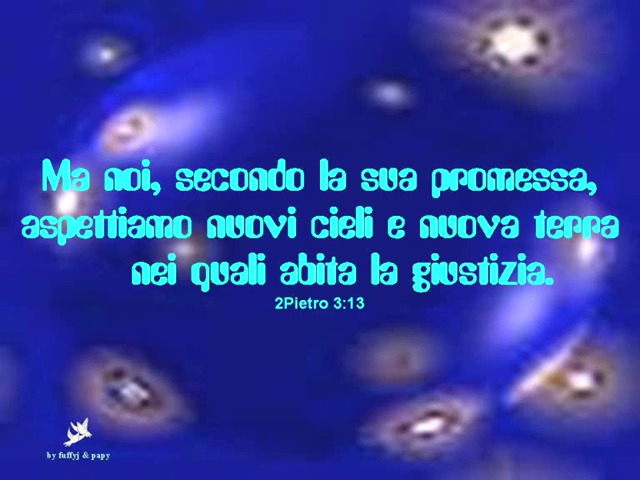 Ma noi, secondo la sua promessa,
aspettiamo nuovi cieli e nuova terra
nei quali abita la giustizia.
2Pietro 3:13
by fuffyj & papy